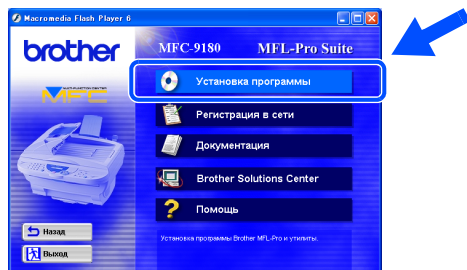 Macromedia Flash Player 6
brother
MFC-9180 MFL-Pro Suite
MFC
Установка программы
Регистрация в сети
Документация
Brother Solutions Center
Помощь
Назад
Выход
Установка программы Brother MFL-Pro и утилиты.